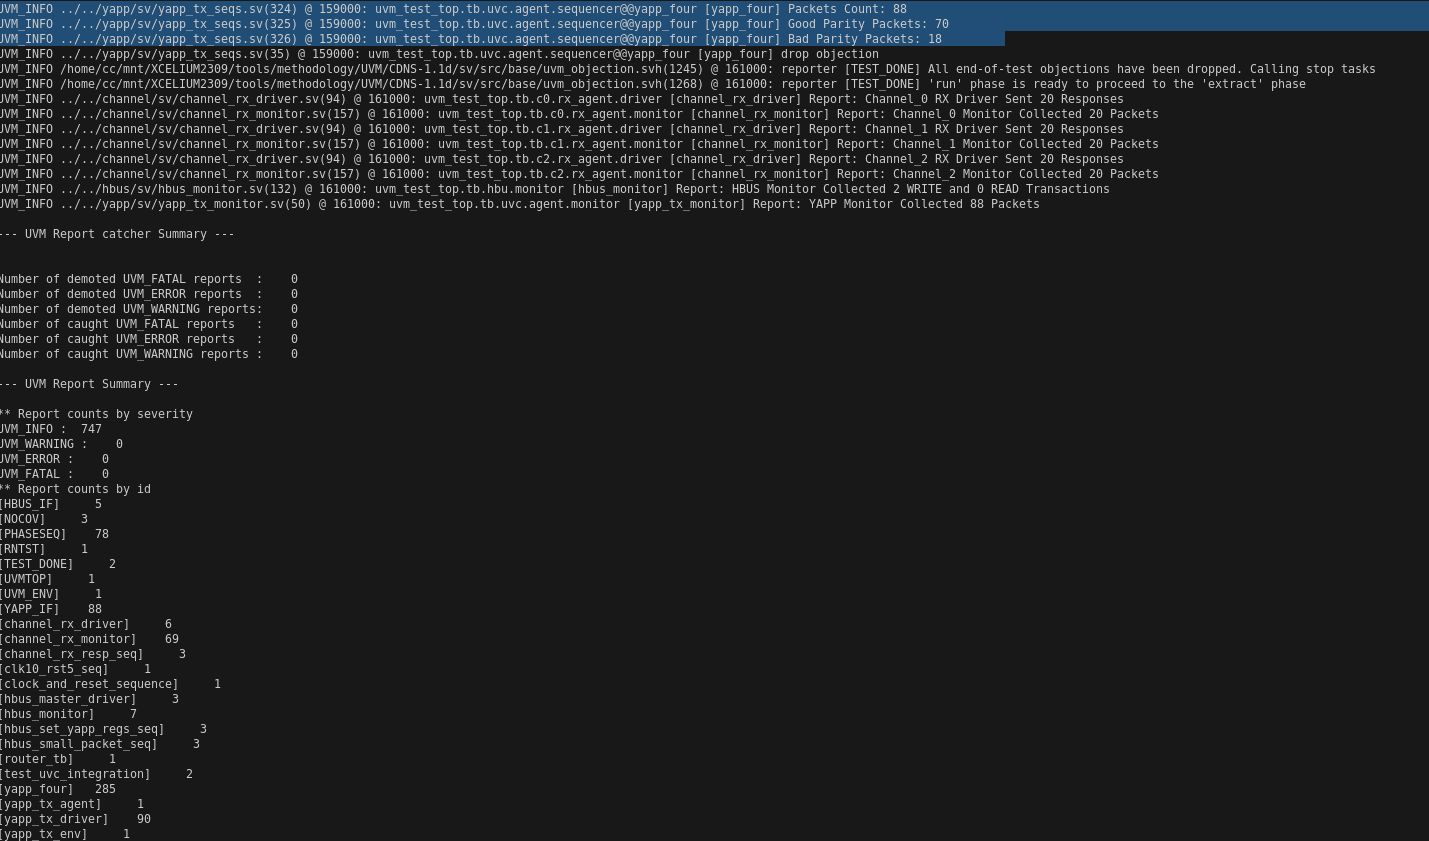 UVM_INFO ../../yapp/sv/yapp_tx_seqs.sv(324) @ 159000: uvm_test_top.tb.uvc.agent.sequencer@@yapp_four [yapp_four] Packets Count: 88
UVM_INFO ../../yapp/sv/yapp_tx_seqs.sv(325) @ 159000: uvm_test_top.tb.uvc.agent.sequencer@@yapp_four [yapp_four] Good Parity Packets: 70
UVM_INFO ../../yapp/sv/yapp_tx_seqs.sv(326) @ 159000: uvm_test_top.tb.uvc.agent.sequencer@@yapp_four [yapp_four] Bad Parity Packets: 18
UVM_INFO ../../yapp/sv/yapp_tx_seqs.sv(35) @ 159000: uvm_test_top.tb.uvc.agent.sequencer@@yapp_four [yapp_four] drop objection
UVM_INFO /home/cc/mnt/XCELIUM2309/tools/methodology/UVM/CDNS-1.1d/sv/src/base/uvm_objection.svh(1245) @ 161000: reporter [TEST_DONE] All end-of-test objections have been dropped. Calling stop tasks
UVM_INFO /home/cc/mnt/XCELIUM2309/tools/methodology/UVM/CDNS-1.1d/sv/src/base/uvm_objection.svh(1268) @ 161000: reporter [TEST_DONE] 'run' phase is ready to proceed to the 'extract' phase
UVM_INFO ../../channel/sv/channel_rx_driver.sv(94) @ 161000: uvm_test_top.tb.c0.rx_agent.driver [channel_rx_driver] Report: Channel_0 RX Driver Sent 20 Responses
UVM_INFO ../../channel/sv/channel_rx_monitor.sv(157) @ 161000: uvm_test_top.tb.c0.rx_agent.monitor [channel_rx_monitor] Report: Channel_0 Monitor Collected 20 Packets
UVM_INFO ../../channel/sv/channel_rx_driver.sv(94) @ 161000: uvm_test_top.tb.c1.rx_agent.driver [channel_rx_driver] Report: Channel_1 RX Driver Sent 20 Responses
UVM_INFO ../../channel/sv/channel_rx_monitor.sv(157) @ 161000: uvm_test_top.tb.c1.rx_agent.monitor [channel_rx_monitor] Report: Channel_1 Monitor Collected 20 Packets
UVM_INFO ../../channel/sv/channel_rx_driver.sv(94) @ 161000: uvm_test_top.tb.c2.rx_agent.driver [channel_rx_driver] Report: Channel_2 RX Driver Sent 20 Responses
UVM_INFO ../../channel/sv/channel_rx_monitor.sv(157) @ 161000: uvm_test_top.tb.c2.rx_agent.monitor [channel_rx_monitor] Report: Channel_2 Monitor Collected 20 Packets
UVM_INFO ../../hbus/sv/hbus_monitor.sv(132) @ 161000: uvm_test_top.tb.hbu.monitor [hbus_monitor] Report: HBUS Monitor Collected 2 WRITE and 0 READ Transactions
UVM_INFO ../../yapp/sv/yapp_tx_monitor.sv(50) @ 161000: uvm_test_top.tb.uvc.agent.monitor [yapp_tx_monitor] Report: YAPP Monitor Collected 88 Packets
--- UVM Report catcher Summary ---
Number of demoted UVM_FATAL reports  :    0
Number of demoted UVM_ERROR reports  :    0
Number of demoted UVM_WARNING reports:    0
Number of caught UVM_FATAL reports   :    0
Number of caught UVM_ERROR reports   :    0
Number of caught UVM_WARNING reports :    0
--- UVM Report Summary ---
** Report counts by severity
UVM_INFO :  747
UVM_WARNING :    0
UVM_ERROR :    0
UVM_FATAL :    0
** Report counts by id
[HBUS_IF]     5
[NOCOV]     3
[PHASESEQ]    78
[RNTST]     1
[TEST_DONE]     2
[UVMTOP]     1
[UVM_ENV]     1
[YAPP_IF]    88
[channel_rx_driver]     6
[channel_rx_monitor]    69
[channel_rx_resp_seq]     3
[clk10_rst5_seq]     1
[clock_and_reset_sequence]     1
[hbus_master_driver]     3
[hbus_monitor]     7
[hbus_set_yapp_regs_seq]     3
[hbus_small_packet_seq]     3
[router_tb]     1
[test_uvc_integration]     2
[yapp_four]   285
[yapp_tx_agent]     1
[yapp_tx_driver]    90
[yapp_tx_env]     1